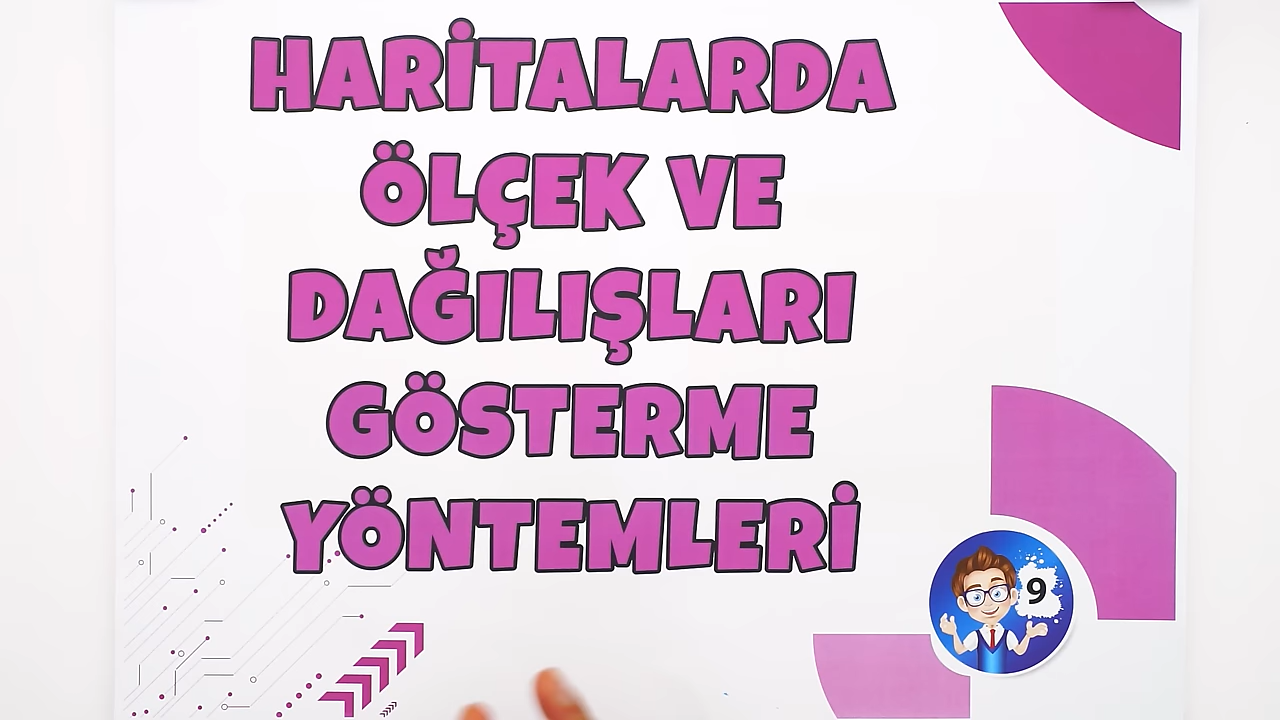 HARİTALARDA
ÖLÇEK VE
DAĞILIŞLARI
GÖSTERME
YÖNTEMLERİ
9